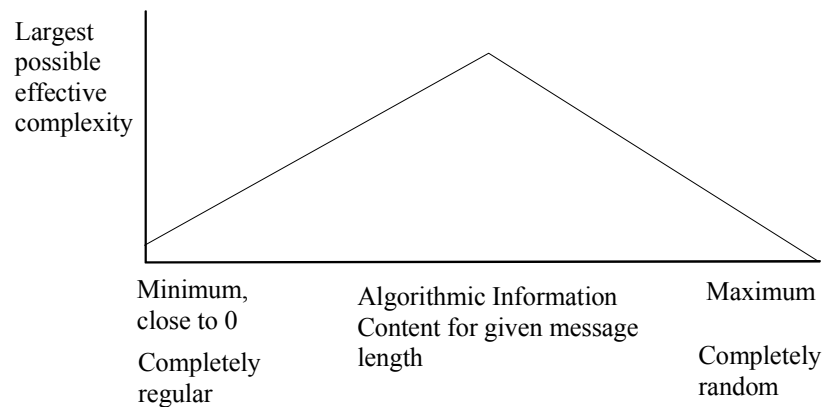 Largest
possible
effective
complexity
Minimum,
close to 0
Completely
regular
Algorithmic Information
Content for given message
length
Maximum
Completely
random